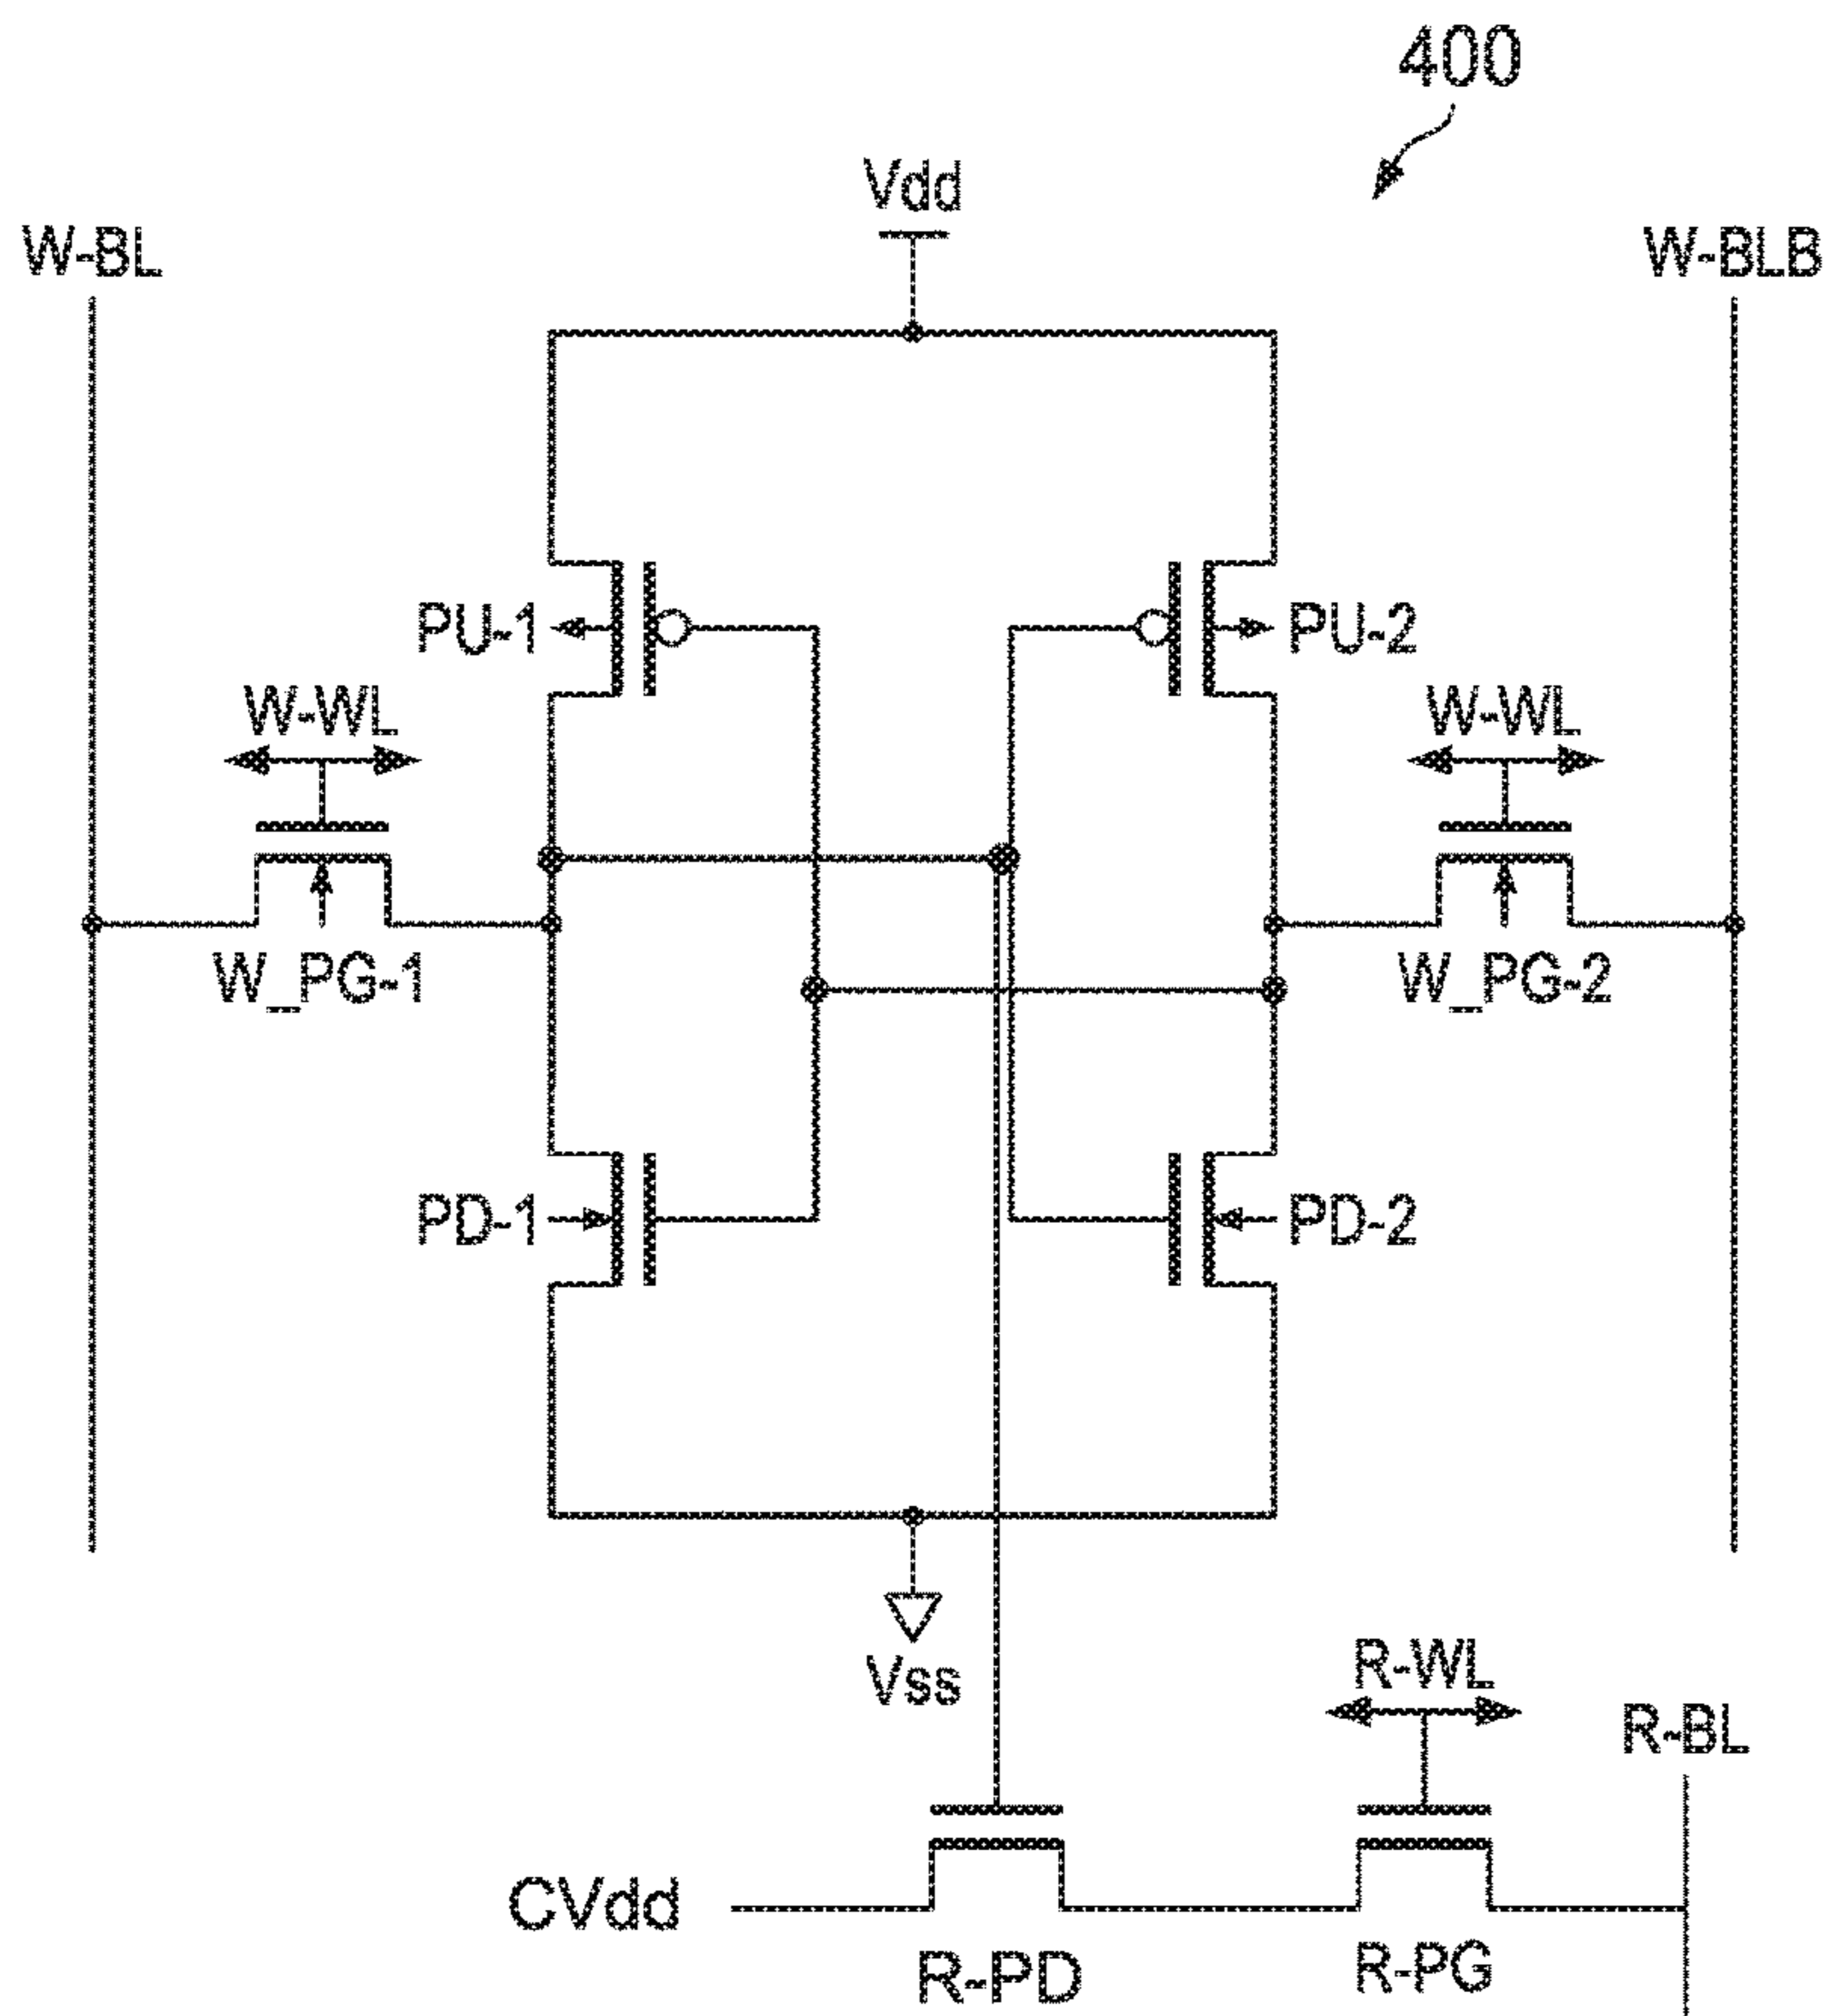 400
Vdd
W-BL
W-BLB
PU-1
PU-2
W-WL
W-WL
W_PG-1
W_PG-2
PD-1
PD-2
Vss
R-WL
R-BL
CVdd
R-PD
R-PG